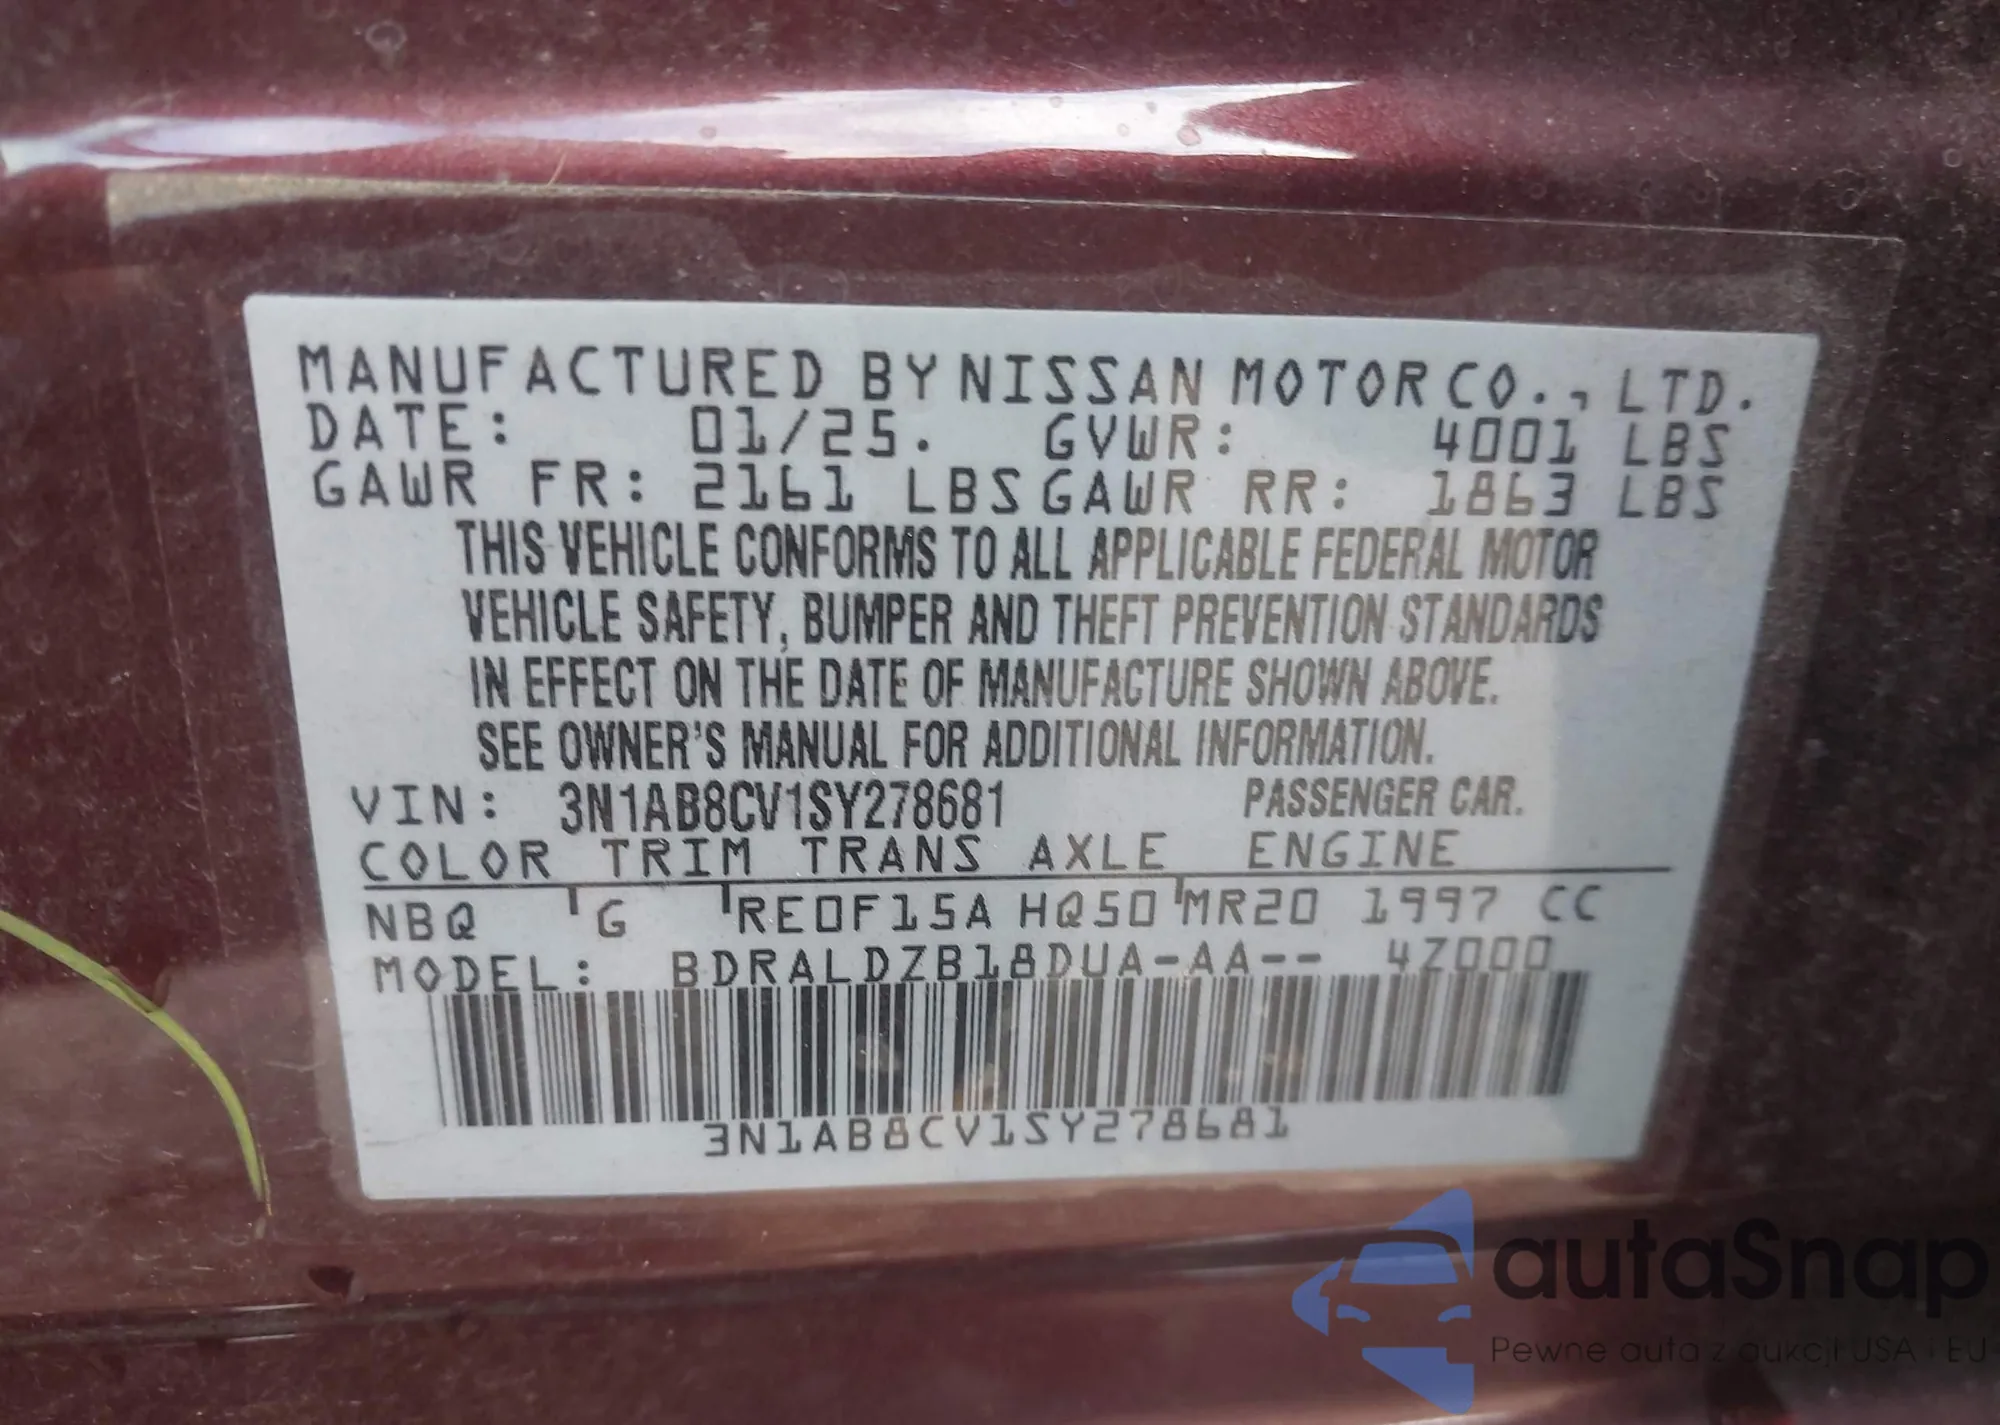 MANUFACTURED BY NISSAN MOTOR CO., LTD.
DATE: 01/25. GVWR: 4001 LBS
GAWR FR: 2161 LBS GAWR RR: 1863 LBS
THIS VEHICLE CONFORMS TO ALL APPLICABLE FEDERAL MOTOR
VEHICLE SAFETY, BUMPER AND THEFT PREVENTION STANDARDS
IN EFFECT ON THE DATE OF MANUFACTURE SHOWN ABOVE.
SEE OWNER'S MANUAL FOR ADDITIONAL INFORMATION.
VIN: 3N1AB8CV1SY278681 PASSENGER CAR.
COLOR TRIM TRANS AXLE ENGINE
NBQ G RE0F15A HQ50 MR20 1997 CC
MODEL: BDRALDZB18DUA-AA-- 4Z000
3N1AB8CV1SY278681
autaSnap
Pewne auta z aukcji USA i EU